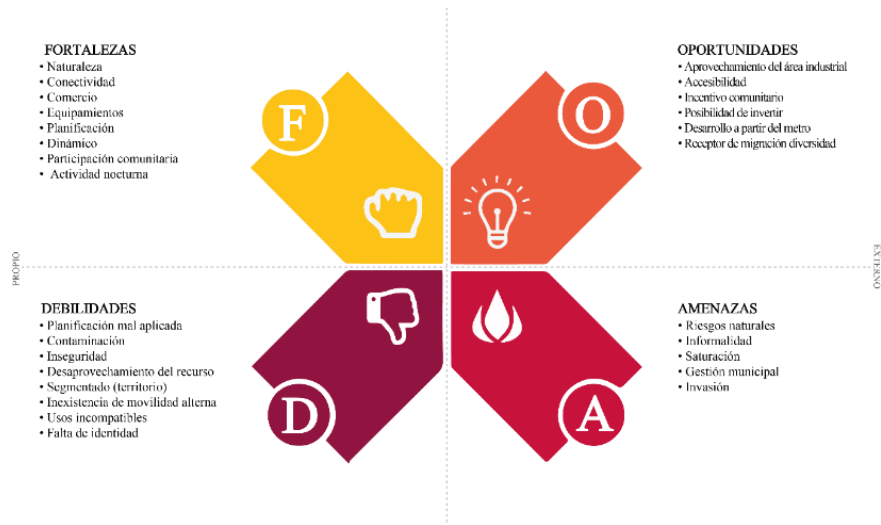 FORTALEZAS
• Naturaleza
• Conectividad
• Comercio
• Equipamientos
• Planificación
• Dinámico
• Participación comunitaria
• Actividad nocturna
F
O
OPORTUNIDADES
• Aprovechamiento del área industrial
• Accesibilidad
• Incentivo comunitario
• Posibilidad de invertir
• Desarrollo a partir del metro
• Receptor de migración diversidad
PROPIO
EXTERNO
DEBILIDADES
• Planificación mal aplicada
• Contaminación
• Inseguridad
• Desaprovechamiento del recurso
• Segmentado (territorio)
• Inexistencia de movilidad alterna
• Usos incompatibles
• Falta de identidad
D
A
AMENAZAS
• Riesgos naturales
• Informalidad
• Saturación
• Gestión municipal
• Invasión